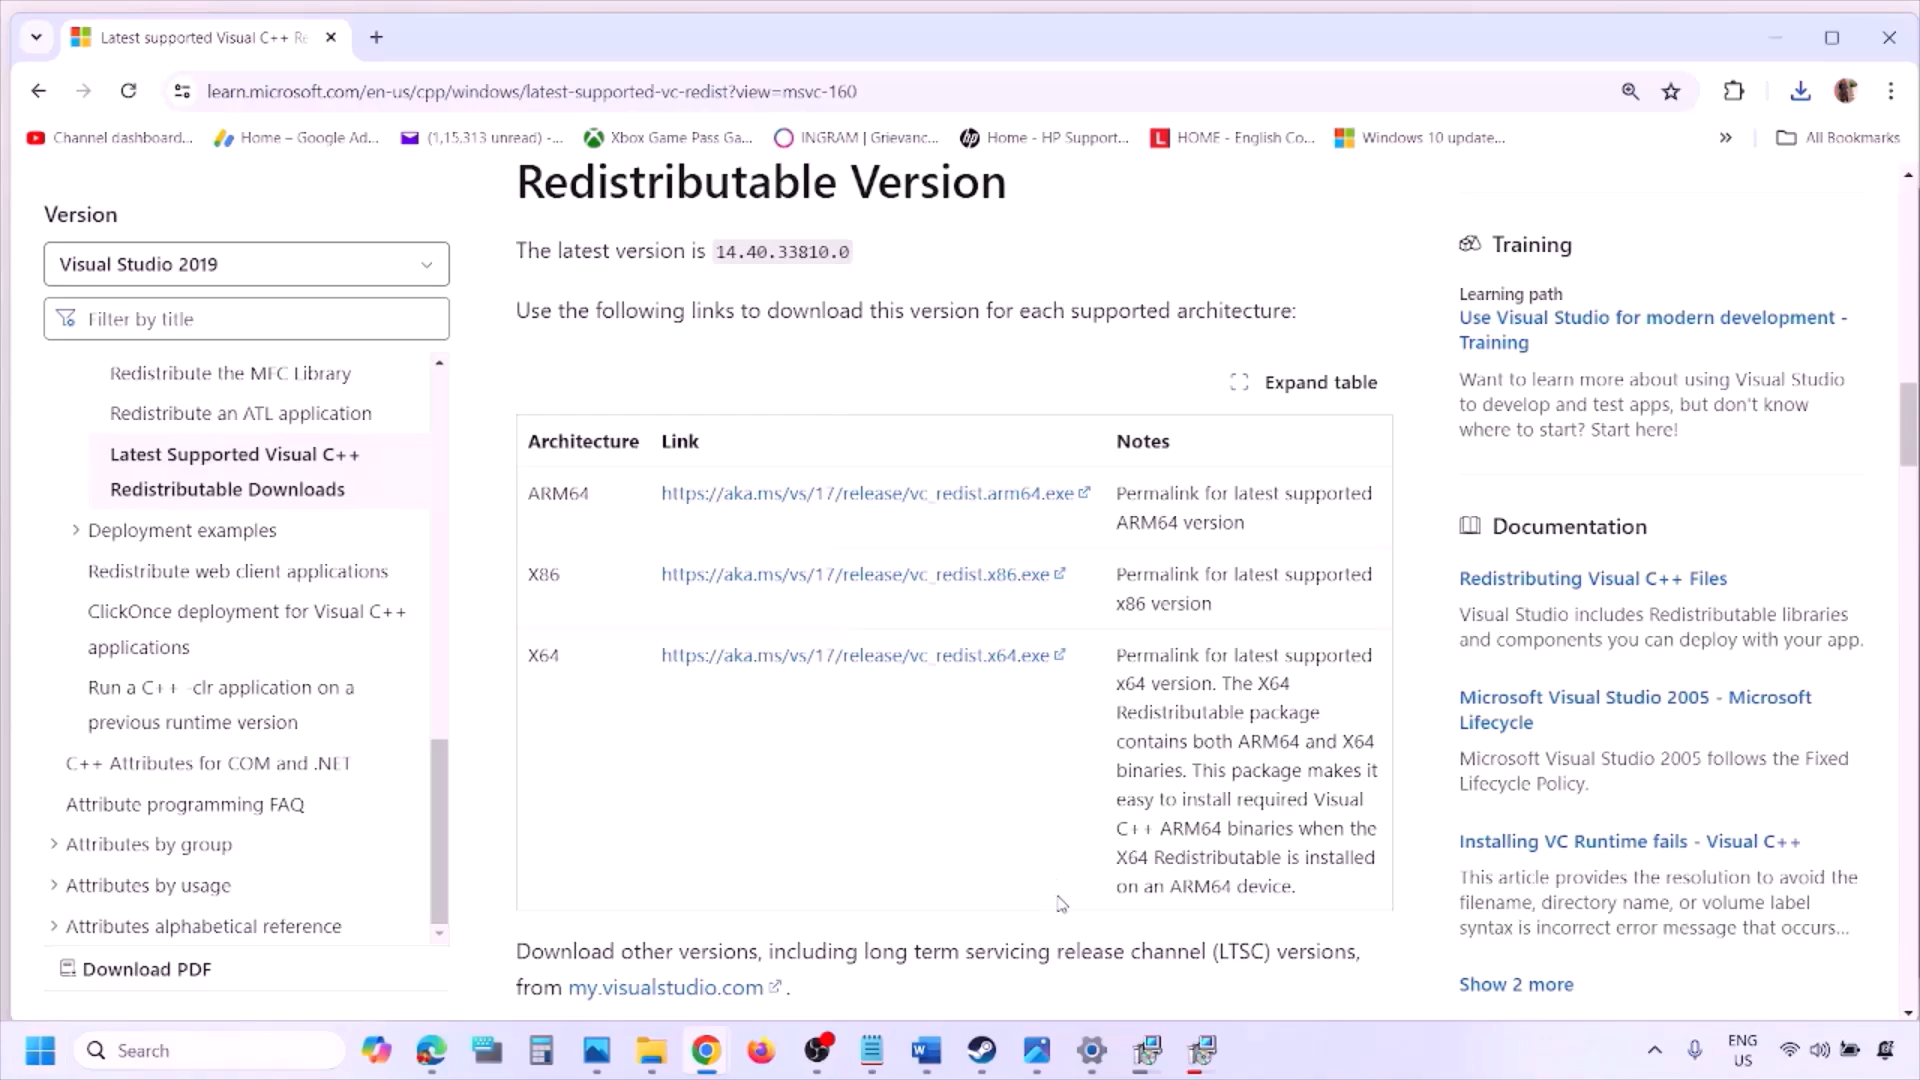 Latest supported Visual C++ Re
learn.microsoft.com/en-us/cpp/windows/latest-supported-vc-redist?view=msvc-160
Channel dashboard...
Home – Google Ad...
(1,15,313 unread) -...
Xbox Game Pass Ga...
INGRAM | Grievanc...
Home - HP Support...
HOME - English Co...
Windows 10 update...
All Bookmarks
Version
Visual Studio 2019
Filter by title
Redistribute the MFC Library
Redistribute an ATL application
Latest Supported Visual C++
Redistributable Downloads
Deployment examples
Redistribute web client applications
ClickOnce deployment for Visual C++
applications
Run a C++ -clr application on a
previous runtime version
C++ Attributes for COM and .NET
Attribute programming FAQ
Attributes by group
Attributes by usage
Attributes alphabetical reference
Download PDF
Redistributable Version
The latest version is 14.40.33810.0
Use the following links to download this version for each supported architecture:
Expand table
Architecture Link Notes
ARM64 https://aka.ms/vs/17/release/vc_redist.arm64.exe Permalink for latest supported
ARM64 version
X86 https://aka.ms/vs/17/release/vc_redist.x86.exe Permalink for latest supported
x86 version
X64 https://aka.ms/vs/17/release/vc_redist.x64.exe Permalink for latest supported
x64 version. The X64
Redistributable package
contains both ARM64 and X64
binaries. This package makes it
easy to install required Visual
C++ ARM64 binaries when the
X64 Redistributable is installed
on an ARM64 device.
Download other versions, including long term servicing release channel (LTSC) versions,
from my.visualstudio.com .
Training
Learning path
Use Visual Studio for modern development -
Training
Want to learn more about using Visual Studio
to develop and test apps, but don't know
where to start? Start here!
Documentation
Redistributing Visual C++ Files
Visual Studio includes Redistributable libraries
and components you can deploy with your app.
Microsoft Visual Studio 2005 - Microsoft
Lifecycle
Microsoft Visual Studio 2005 follows the Fixed
Lifecycle Policy.
Installing VC Runtime fails - Visual C++
This article provides the resolution to avoid the
filename, directory name, or volume label
syntax is incorrect error message that occurs...
Show 2 more
Search
ENG
US